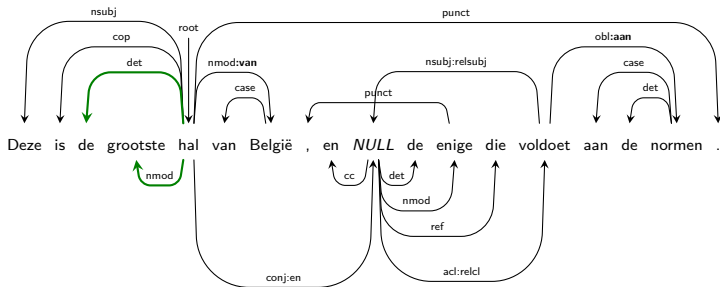 nsubj
punct
root
cop
obl:aan
det
nmod:van
nsubj:relsubj
case
case
punct
det
Deze is de grootste hal van België , en NULL de enige die voldoet aan de normen .
nmod
cc
det
nmod
ref
conj:en
acl:relcl